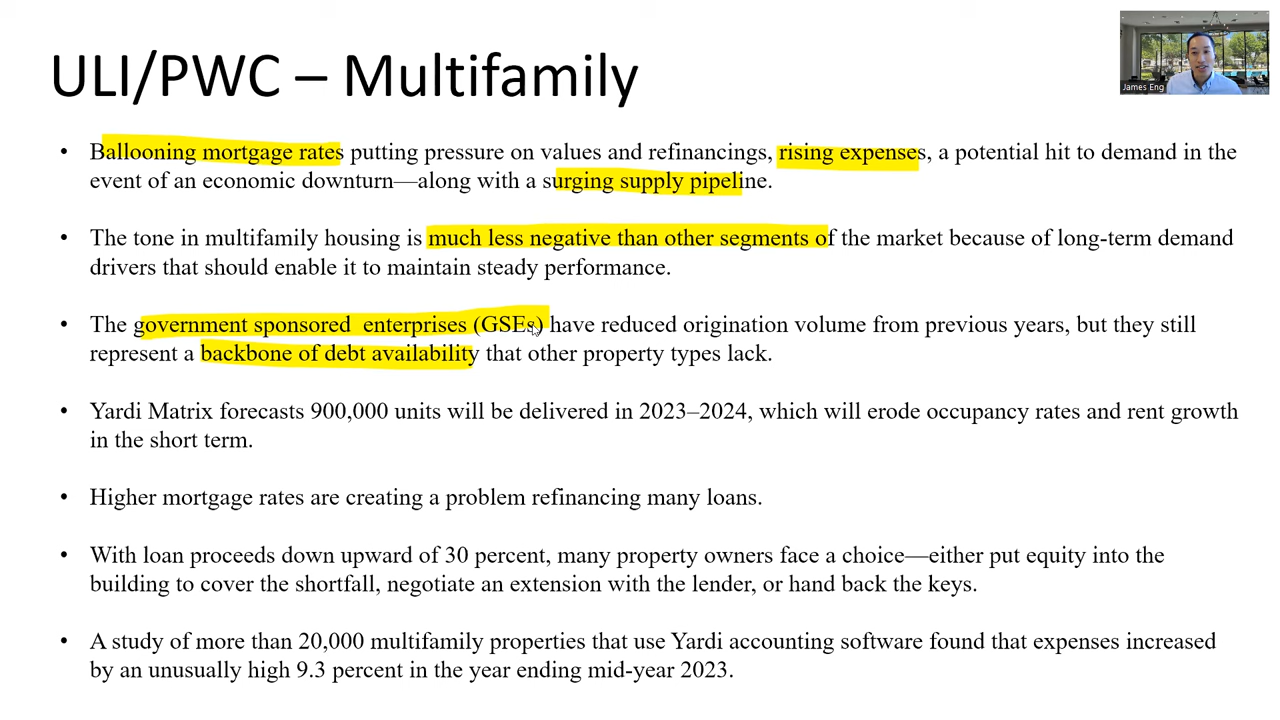 ULI/PWC – Multifamily
James Eng
• Ballooning mortgage rates putting pressure on values and refinancings, rising expenses, a potential hit to demand in the
event of an economic downturn—along with a surging supply pipeline.
• The tone in multifamily housing is much less negative than other segments of the market because of long-term demand
drivers that should enable it to maintain steady performance.
• The government sponsored  enterprises (GSEs) have reduced origination volume from previous years, but they still
represent a backbone of debt availability that other property types lack.
• Yardi Matrix forecasts 900,000 units will be delivered in 2023–2024, which will erode occupancy rates and rent growth
in the short term.
• Higher mortgage rates are creating a problem refinancing many loans.
• With loan proceeds down upward of 30 percent, many property owners face a choice—either put equity into the
building to cover the shortfall, negotiate an extension with the lender, or hand back the keys.
• A study of more than 20,000 multifamily properties that use Yardi accounting software found that expenses increased
by an unusually high 9.3 percent in the year ending mid-year 2023.